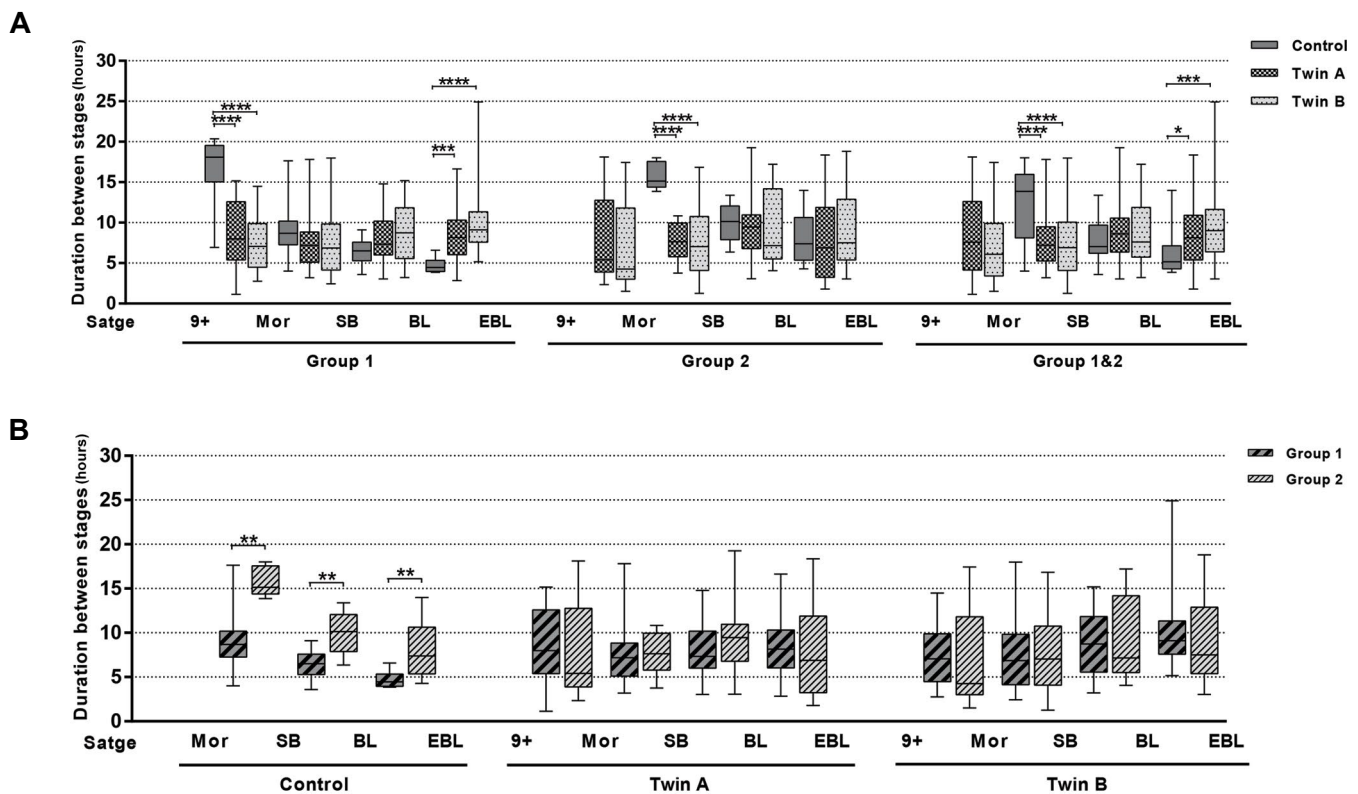 A
Duration between stages (hours)
30
25
20
15
10
5
0
**** **** *** ****
**** ****
**** **** * ***
Control
Twin A
Twin B
Satge 9+ Mor SB BL EBL 9+ Mor SB BL EBL 9+ Mor SB BL EBL
Group 1 Group 2 Group 1&2
B
Duration between stages (hours)
30
25
20
15
10
5
0
** ** **
Group 1
Group 2
Satge Mor SB BL EBL 9+ Mor SB BL EBL 9+ Mor SB BL EBL
Control Twin A Twin B